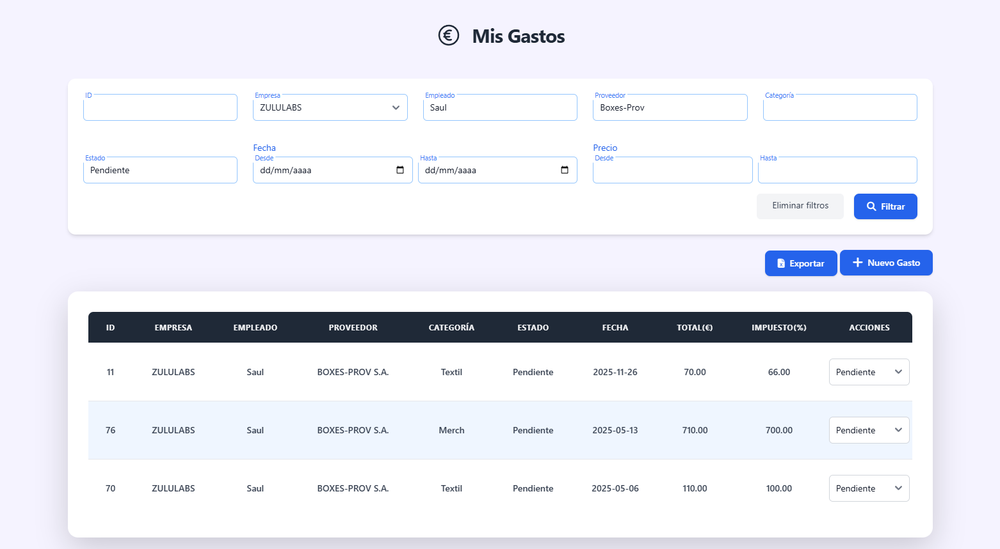 Mis Gastos
ID Empresa Empleado Proveedor Categoría
ZULULABS Saul Boxes-Prov
Fecha Precio
Estado Desde Hasta Desde Hasta
Pendiente dd/mm/aaaa dd/mm/aaaa
Eliminar filtros Filtrar
Exportar Nuevo Gasto
ID EMPRESA EMPLEADO PROVEEDOR CATEGORÍA ESTADO FECHA TOTAL(€) IMPUESTO(%) ACCIONES
11 ZULULABS Saul BOXES-PROV S.A. Textil Pendiente 2025-11-26 70.00 66.00 Pendiente
76 ZULULABS Saul BOXES-PROV S.A. Merch Pendiente 2025-05-13 710.00 700.00 Pendiente
70 ZULULABS Saul BOXES-PROV S.A. Textil Pendiente 2025-05-06 110.00 100.00 Pendiente